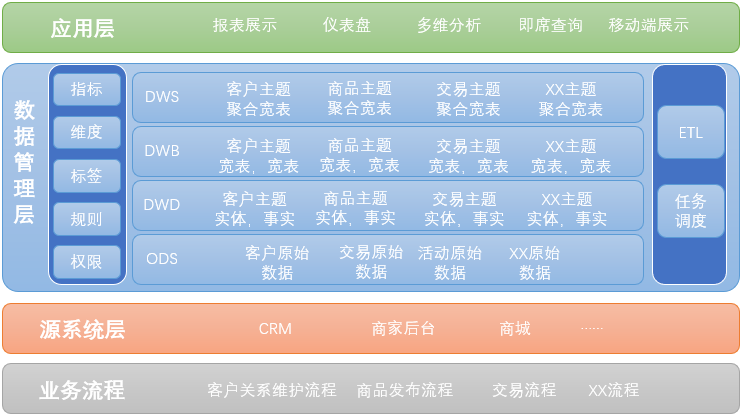 应用层 报表展示 仪表盘 多维分析 即席查询 移动端展示
数据管理层
指标
维度
标签
规则
权限
DWS
客户主题 商品主题 交易主题 XX主题
聚合宽表 聚合宽表 聚合宽表 聚合宽表
DWB
客户主题 商品主题 交易主题 XX主题
宽表，宽表 宽表，宽表 宽表，宽表 宽表，宽表
DWD
客户主题 商品主题 交易主题 XX主题
实体，事实 实体，事实 实体，事实 实体，事实
ODS
客户原始 交易原始 活动原始 XX原始
数据 数据 数据 数据
ETL
任务
调度
源系统层 CRM 商家后台 商城 ......
业务流程 客户关系维护流程 商品发布流程 交易流程 XX流程